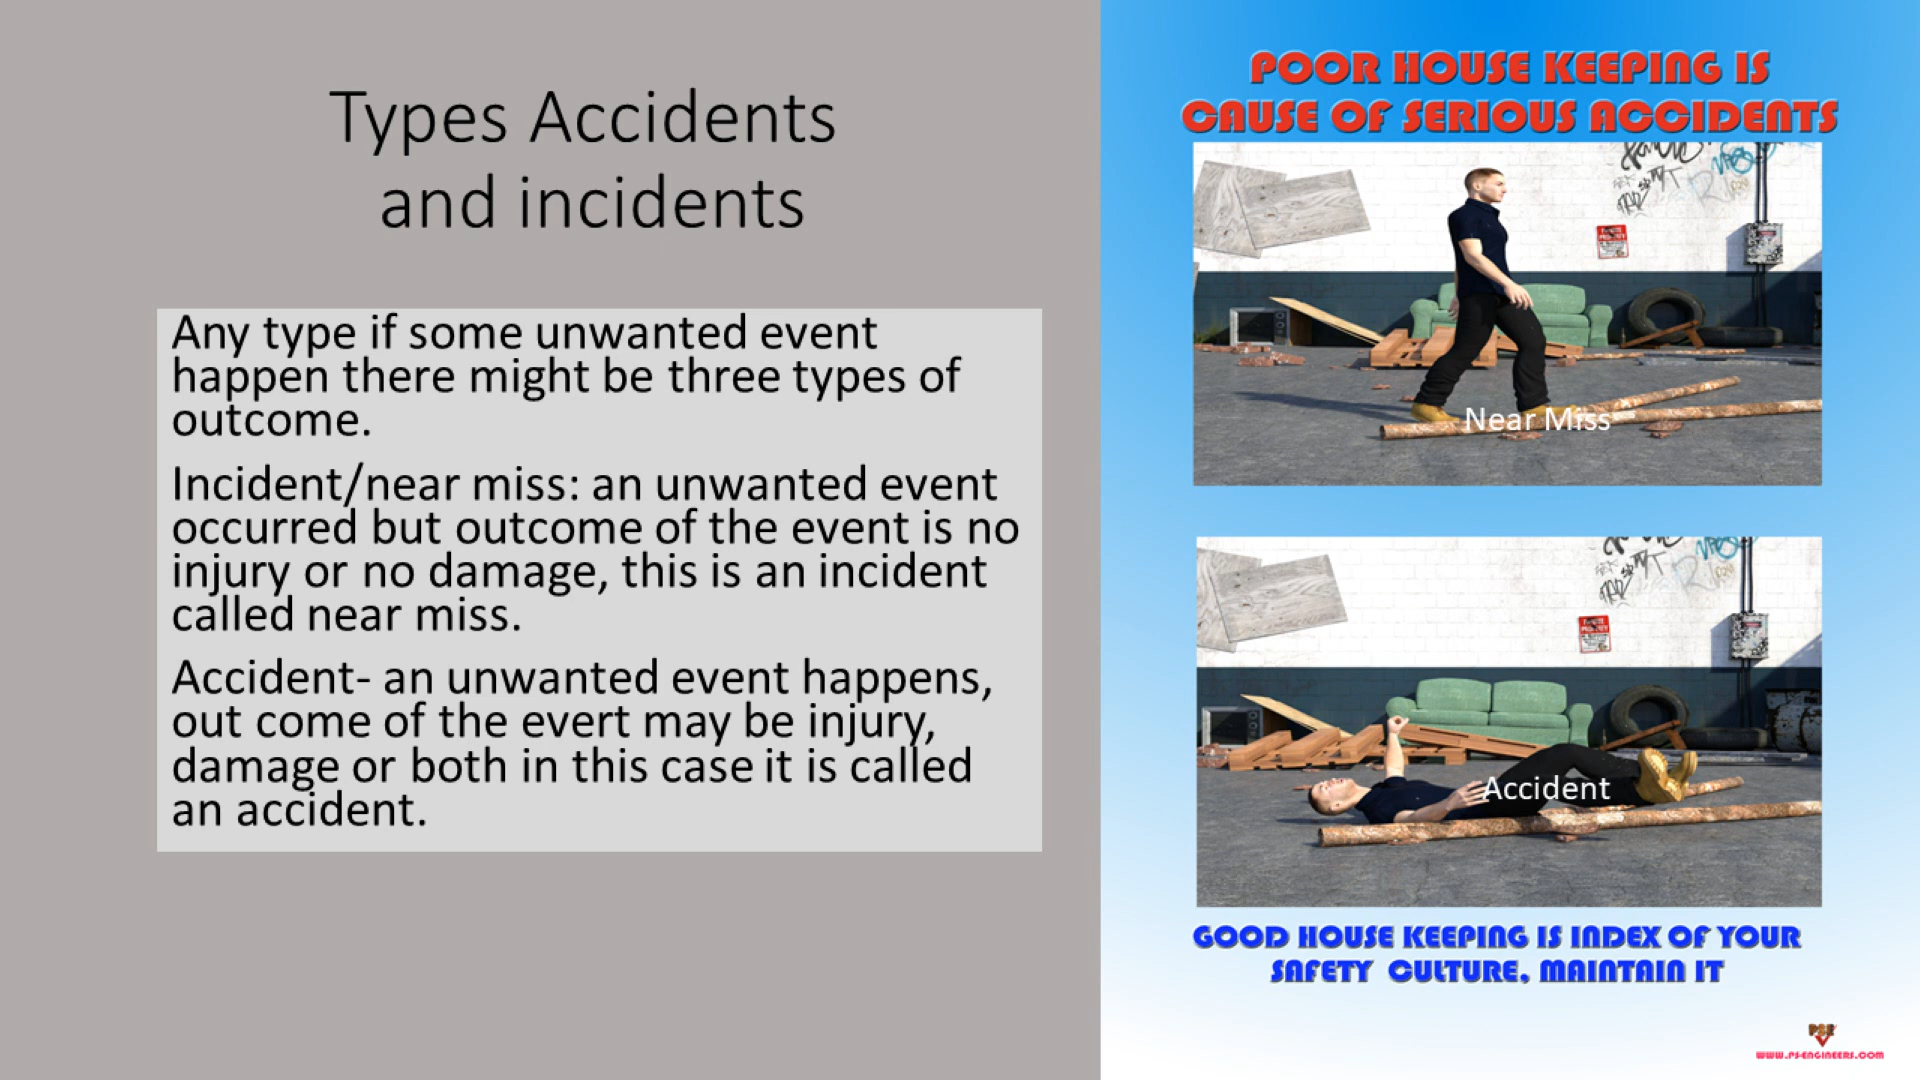 Types Accidents
and incidents
Any type if some unwanted event
happen there might be three types of
outcome.
Incident/near miss: an unwanted event
occurred but outcome of the event is no
injury or no damage, this is an incident
called near miss.
Accident- an unwanted event happens,
out come of the evert may be injury,
damage or both in this case it is called
an accident.
POOR HOUSE KEEPING IS
CAUSE OF SERIOUS ACCIDENTS
Near Miss
Accident
GOOD HOUSE KEEPING IS INDEX OF YOUR
SAFETY CULTURE, MAINTAIN IT
PSE
WWW.PSENGINEERS.COM